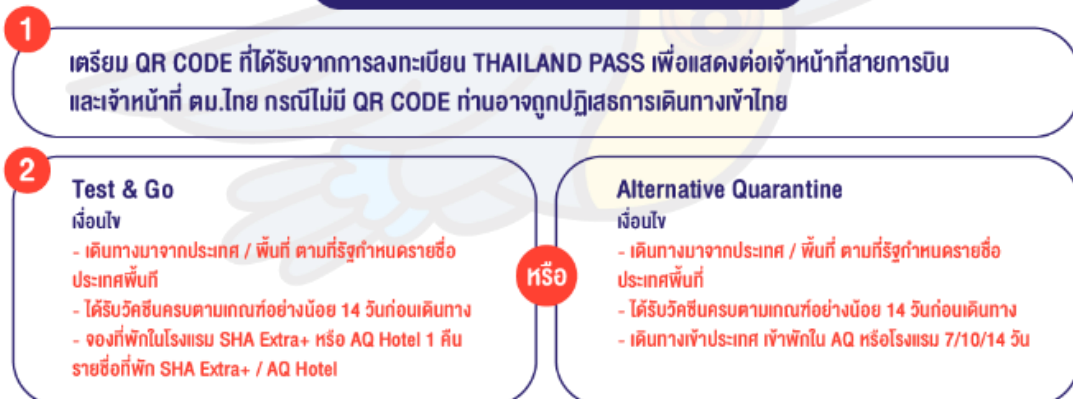 1
เตรียม QR CODE ที่ได้รับจากการลงทะเบียน THAILAND PASS เพื่อแสดงต่อเจ้าหน้าที่สายการบิน
และเจ้าหน้าที่ ตม.ไทย กรณีไม่มี QR CODE ท่านอาจถูกปฏิเสธการเดินทางเข้าไทย
2
Test & Go
เงื่อนไข
- เดินทางมาจากประเทศ / พื้นที่ ตามที่รัฐกำหนดรายชื่อ
ประเทศพื้นที
- ได้รับวัคซีนครบตามเกณฑ์อย่างน้อย 14 วันก่อนเดินทาง
- จองที่พักในโรงแรม SHA Extra+ หรือ AQ Hotel 1 คืน
รายชื่อที่พัก SHA Extra+ / AQ Hotel
หรือ
Alternative Quarantine
เงื่อนไข
- เดินทางมาจากประเทศ / พื้นที่ ตามที่รัฐกำหนดรายชื่อ
ประเทศพื้นที่
- ได้รับวัคซีนครบตามเกณฑ์อย่างน้อย 14 วันก่อนเดินทาง
- เดินทางเข้าประเทศ เข้าพักใน AQ หรือโรงแรม 7/10/14 วัน